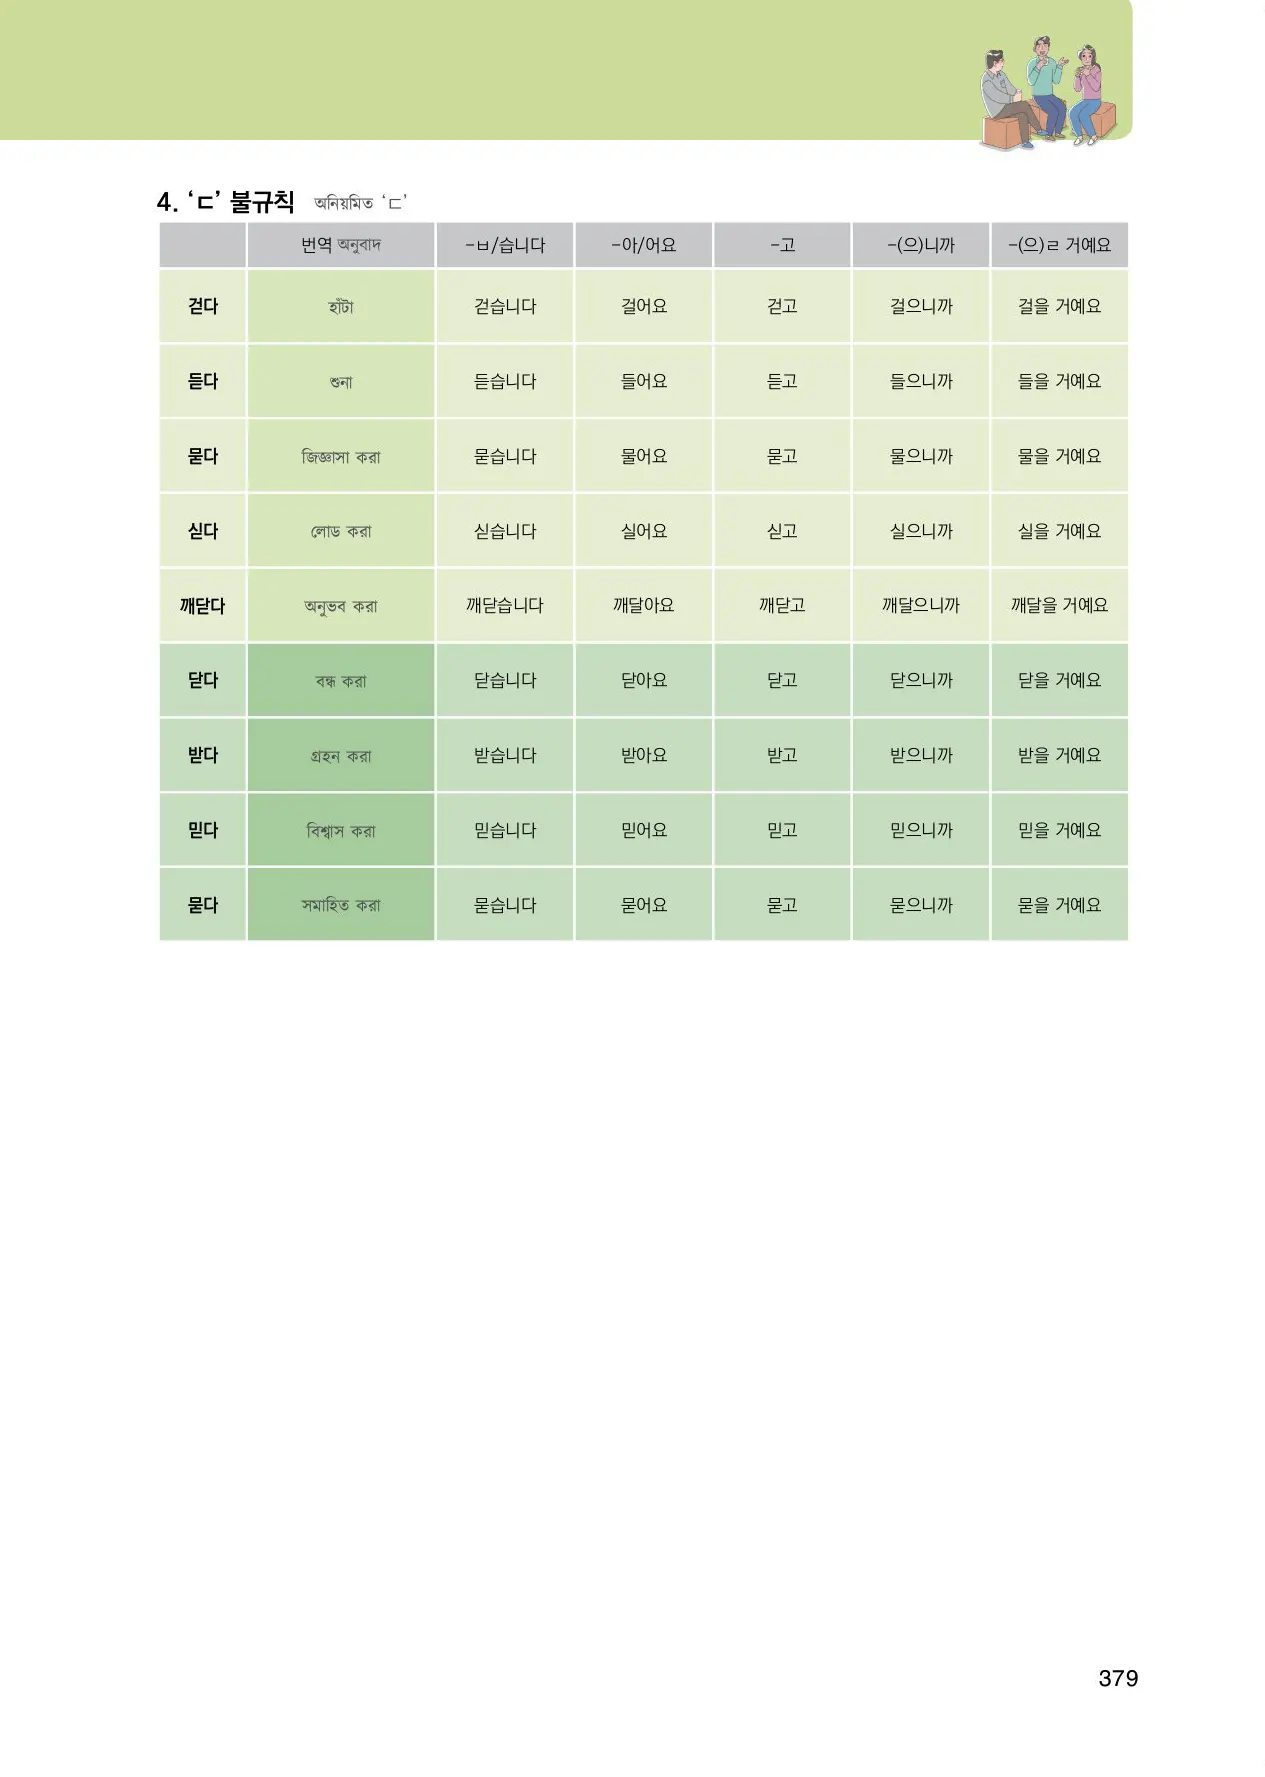 4. ‘ㄷ’ 불규칙 অনিয়মিত ‘ㄷ’
번역 অনুবাদ -ㅂ/습니다 -아/어요 -고 -(으)니까 -(으)ㄹ 거예요
걷다 হাঁটা 걷습니다 걸어요 걷고 걸으니까 걸을 거예요
듣다 শুনা 듣습니다 들어요 듣고 들으니까 들을 거예요
묻다 জিজ্ঞাসা করা 묻습니다 물어요 묻고 물으니까 물을 거예요
싣다 লোড করা 싣습니다 실어요 싣고 실으니까 실을 거예요
깨닫다 অনুভব করা 깨닫습니다 깨달아요 깨닫고 깨달으니까 깨달을 거예요
닫다 বন্ধ করা 닫습니다 닫아요 닫고 닫으니까 닫을 거예요
받다 গ্রহন করা 받습니다 받아요 받고 받으니까 받을 거예요
믿다 বিশ্বাস করা 믿습니다 믿어요 믿고 믿으니까 믿을 거예요
묻다 সমাহিত করা 묻습니다 묻어요 묻고 묻으니까 묻을 거예요
379